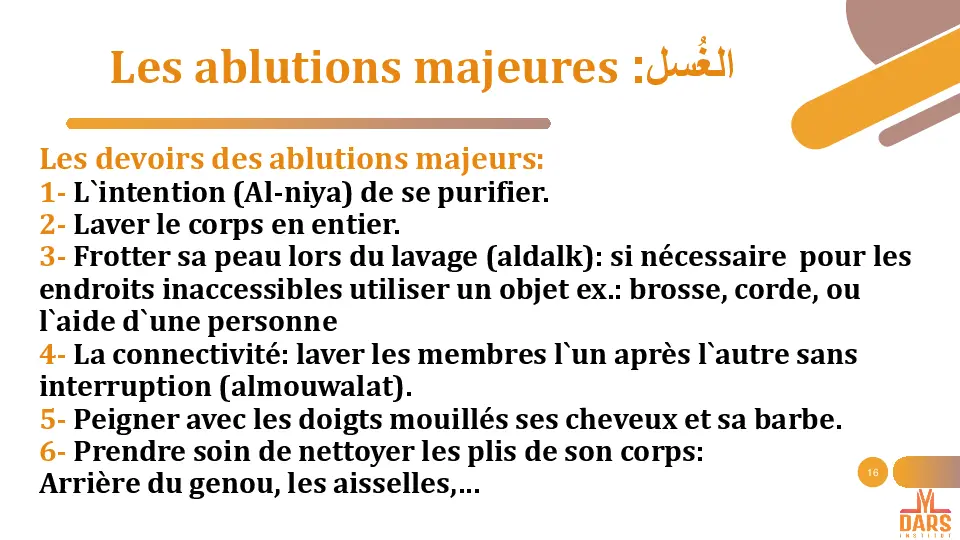 Les ablutions majeures :الغُسل
Les devoirs des ablutions majeurs:
1- L`intention (Al-niya) de se purifier.
2- Laver le corps en entier.
3- Frotter sa peau lors du lavage (aldalk): si nécessaire  pour les
endroits inaccessibles utiliser un objet ex.: brosse, corde, ou
l`aide d`une personne
4- La connectivité: laver les membres l`un après l`autre sans
interruption (almouwalat).
5- Peigner avec les doigts mouillés ses cheveux et sa barbe.
6- Prendre soin de nettoyer les plis de son corps:
Arrière du genou, les aisselles,...
16
DARS
INSTITUT